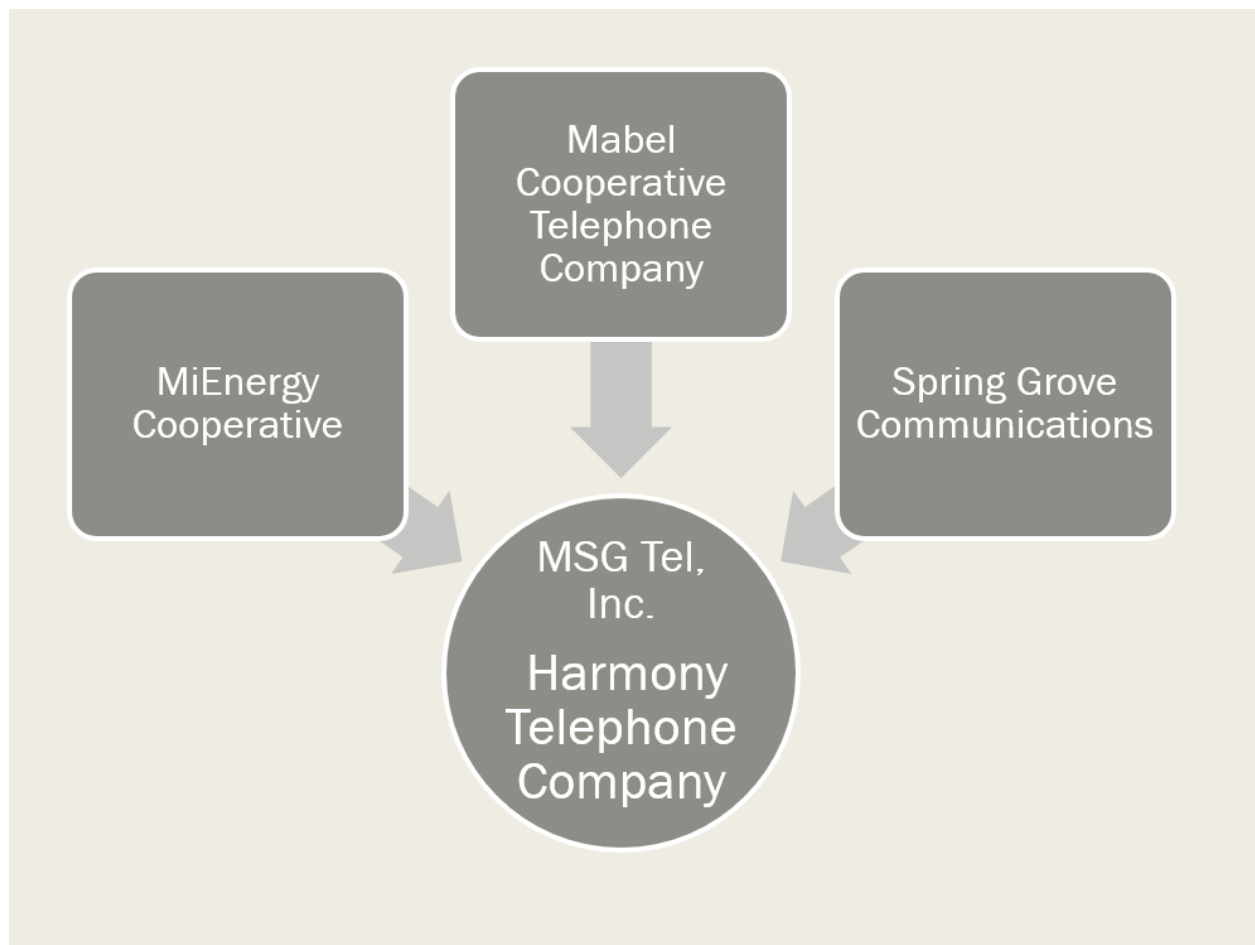 Mabel
Cooperative
Telephone
Company
MiEnergy
Cooperative
Spring Grove
Communications
MSG Tel,
Inc.
Harmony
Telephone
Company